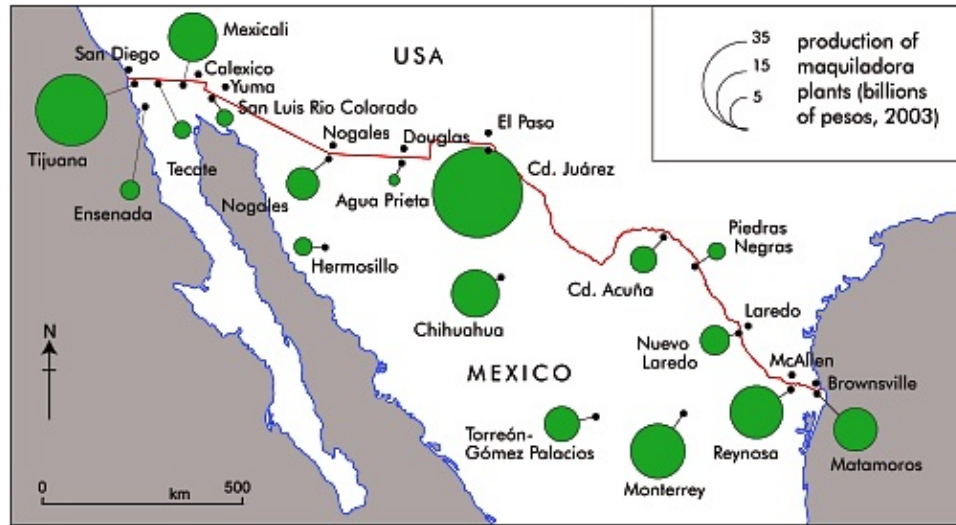 Mexicali
USA
35
15
5
production of
maquiladora
plants (billions
of pesos, 2003)
San Diego
Calexico
Yuma
San Luis Rio Colorado
Nogales
Douglas
El Paso
Tijuana
Tecate
Ensenada
Nogales
Agua Prieta
Cd. Juárez
Hermosillo
Chihuahua
Cd. Acuña
Piedras
Negras
Laredo
Nuevo
Laredo
McAllen
Brownsville
MEXICO
N
Torreón-
Gómez Palacios
Monterrey
Reynosa
Matamoros
0 km 500